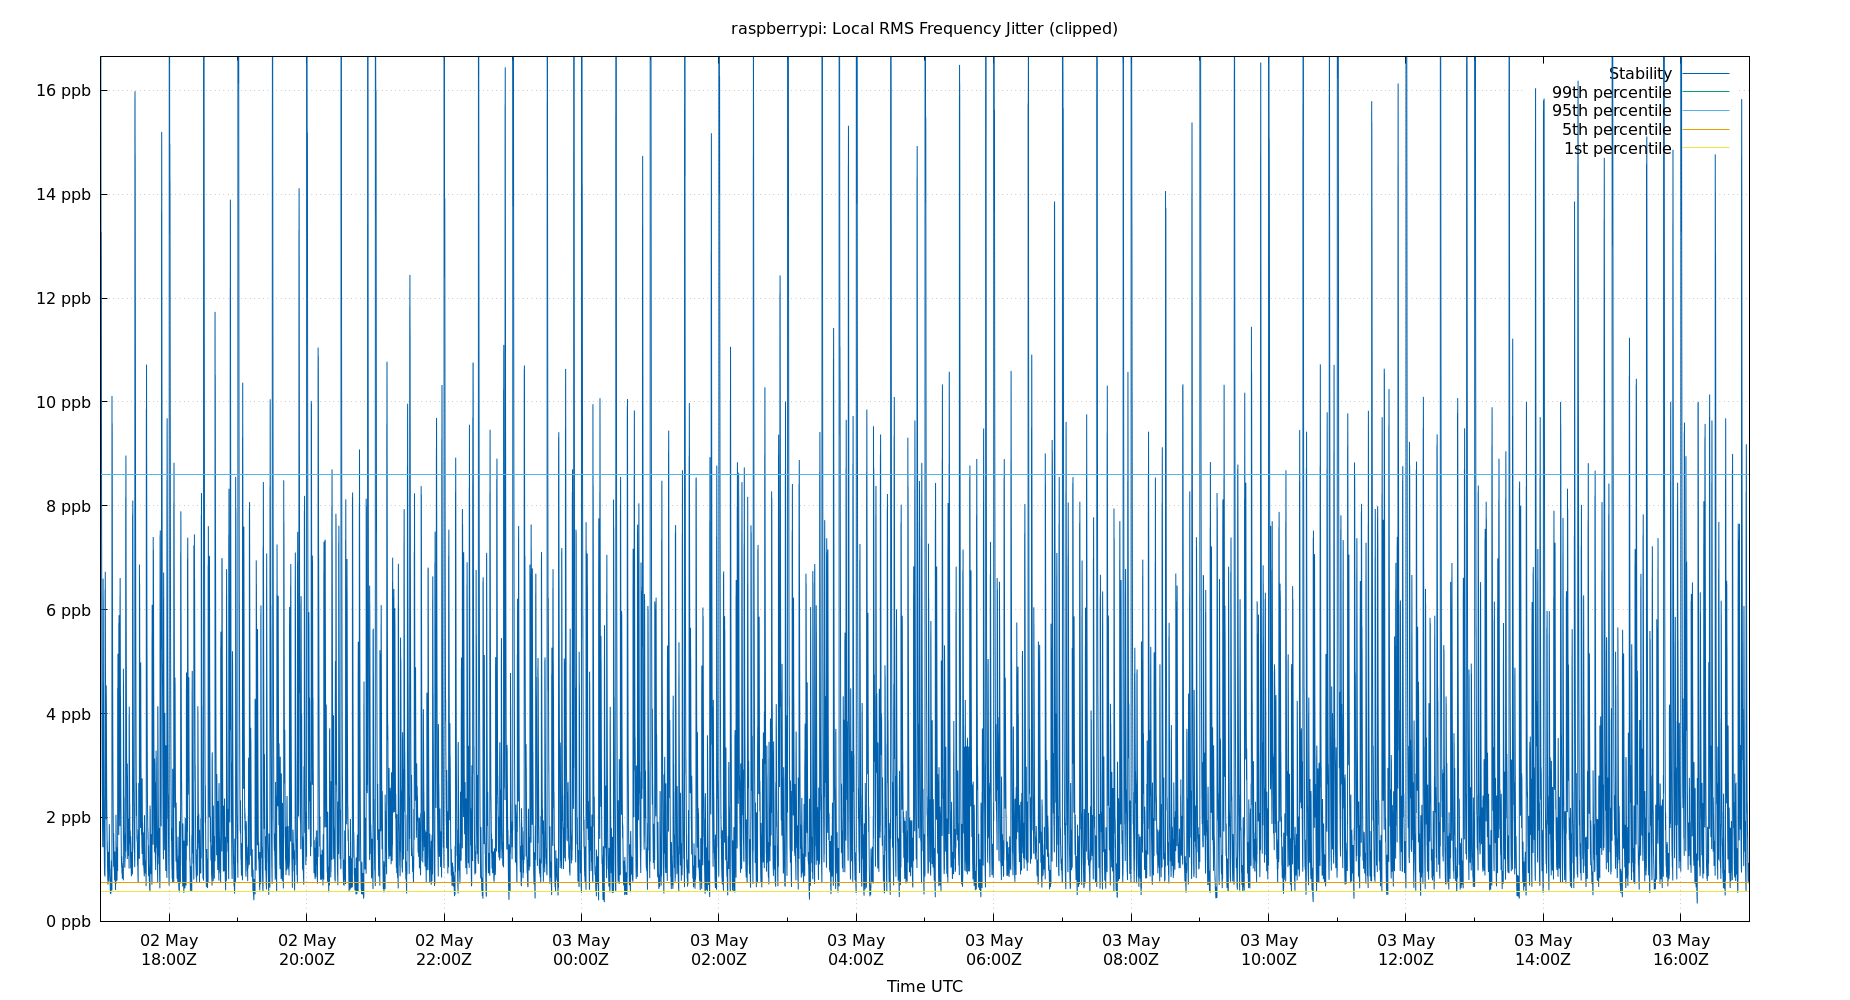 raspberrypi: Local RMS Frequency Jitter (clipped)
Stability
99th percentile
95th percentile
5th percentile
1st percentile
16 ppb
14 ppb
12 ppb
10 ppb
8 ppb
6 ppb
4 ppb
2 ppb
0 ppb
02 May
18:00Z
02 May
20:00Z
02 May
22:00Z
03 May
00:00Z
03 May
02:00Z
03 May
04:00Z
03 May
06:00Z
03 May
08:00Z
03 May
10:00Z
03 May
12:00Z
03 May
14:00Z
03 May
16:00Z
Time UTC